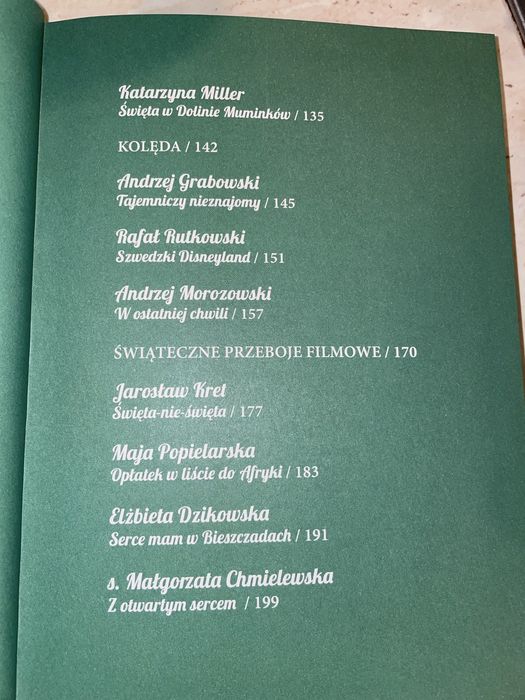 Katarzyna Miller
Święta w Dolinie Muminków / 135
KOLĘDA / 142
Andrzej Grabowski
Tajemniczy nieznajomy / 145
Rafał Rutkowski
Szwedzki Disneyland / 151
Andrzej Morozowski
W ostatniej chwili / 157
ŚWIĄTECZNE PRZEBOJE FILMOWE / 170
Jarosław Kret
Święta-nie-święta / 177
Maja Popielarska
Opłatek w liście do Afryki / 183
Elżbieta Dzikowska
Serce mam w Bieszczadach / 191
s. Małgorzata Chmielewska
Z otwartym sercem / 199